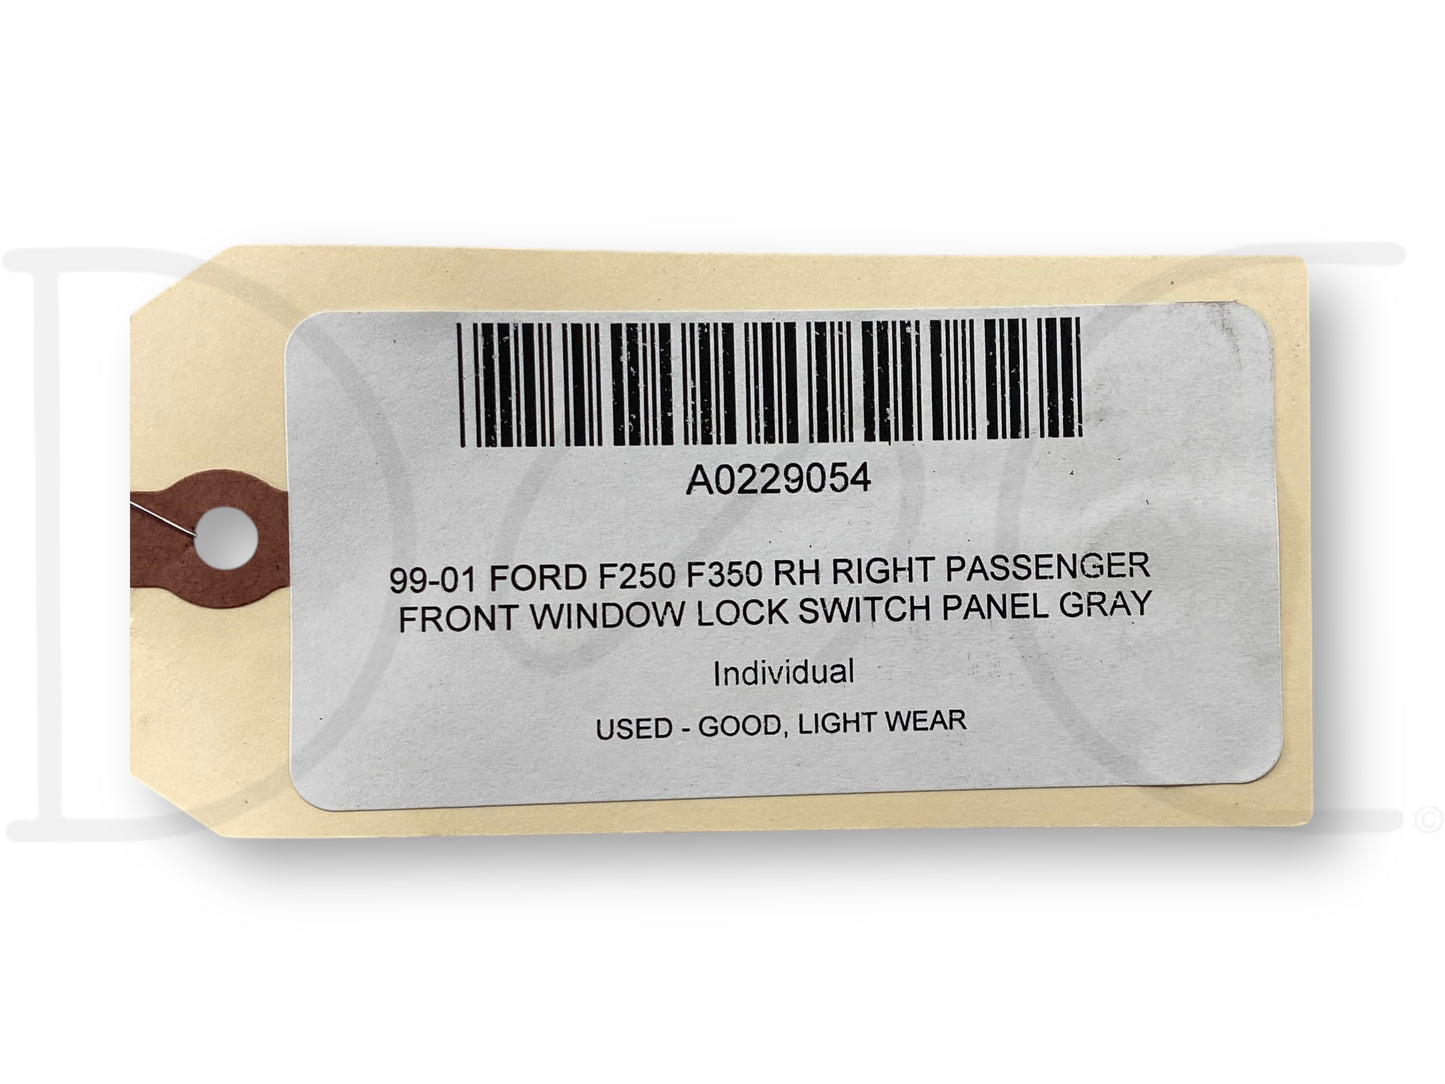 A0229054
99-01 FORD F250 F350 RH RIGHT PASSENGER
FRONT WINDOW LOCK SWITCH PANEL GRAY
Individual
USED - GOOD, LIGHT WEAR
©